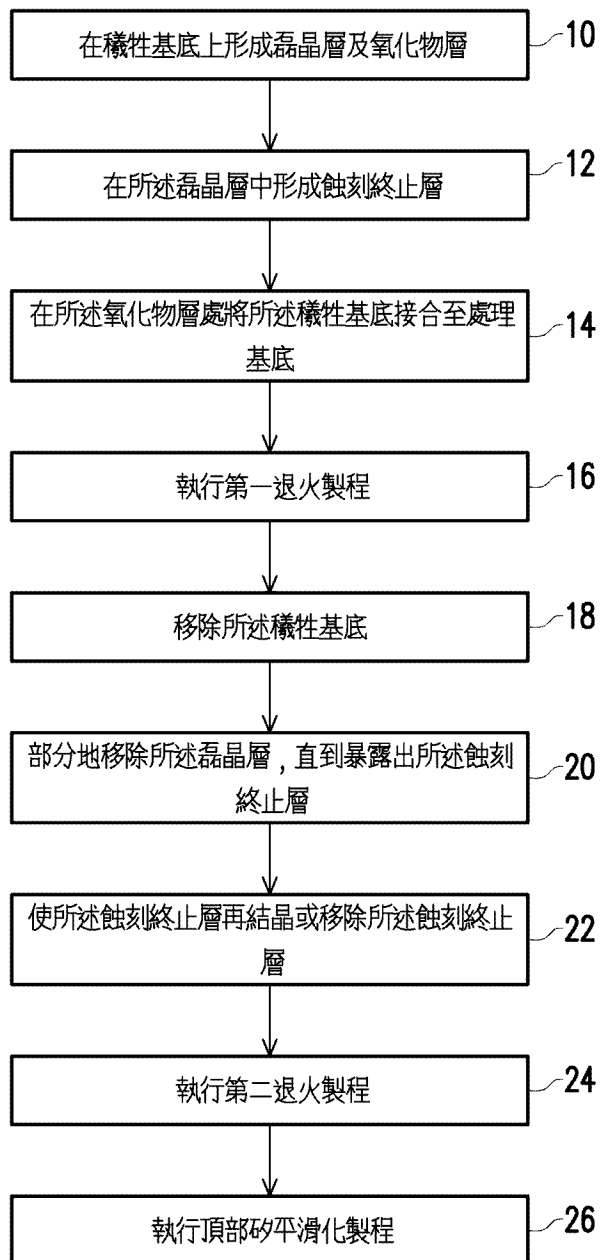 在犧牲基底上形成磊晶層及氧化物層
10
在所述磊晶層中形成蝕刻終止層
12
在所述氧化物層處將所述犧牲基底接合至處理
基底
14
執行第一退火製程
16
移除所述犧牲基底
18
部分地移除所述磊晶層，直到暴露出所述蝕刻
終止層
20
使所述蝕刻終止層再結晶或移除所述蝕刻終止
層
22
執行第二退火製程
24
執行頂部矽平滑化製程
26